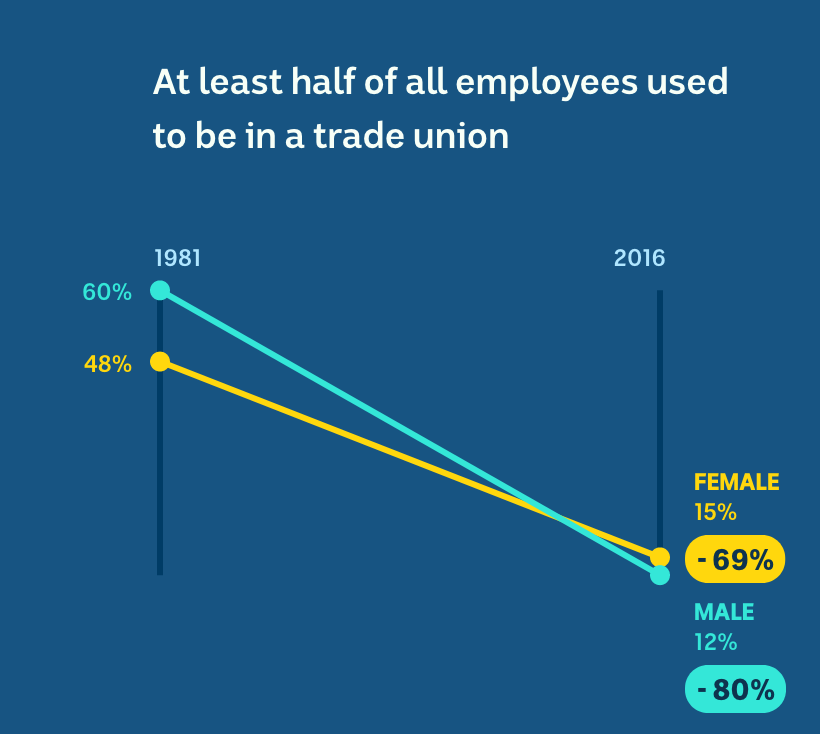 At least half of all employees used
to be in a trade union
1981
2016
60%
48%
FEMALE
15%
- 69%
MALE
12%
- 80%